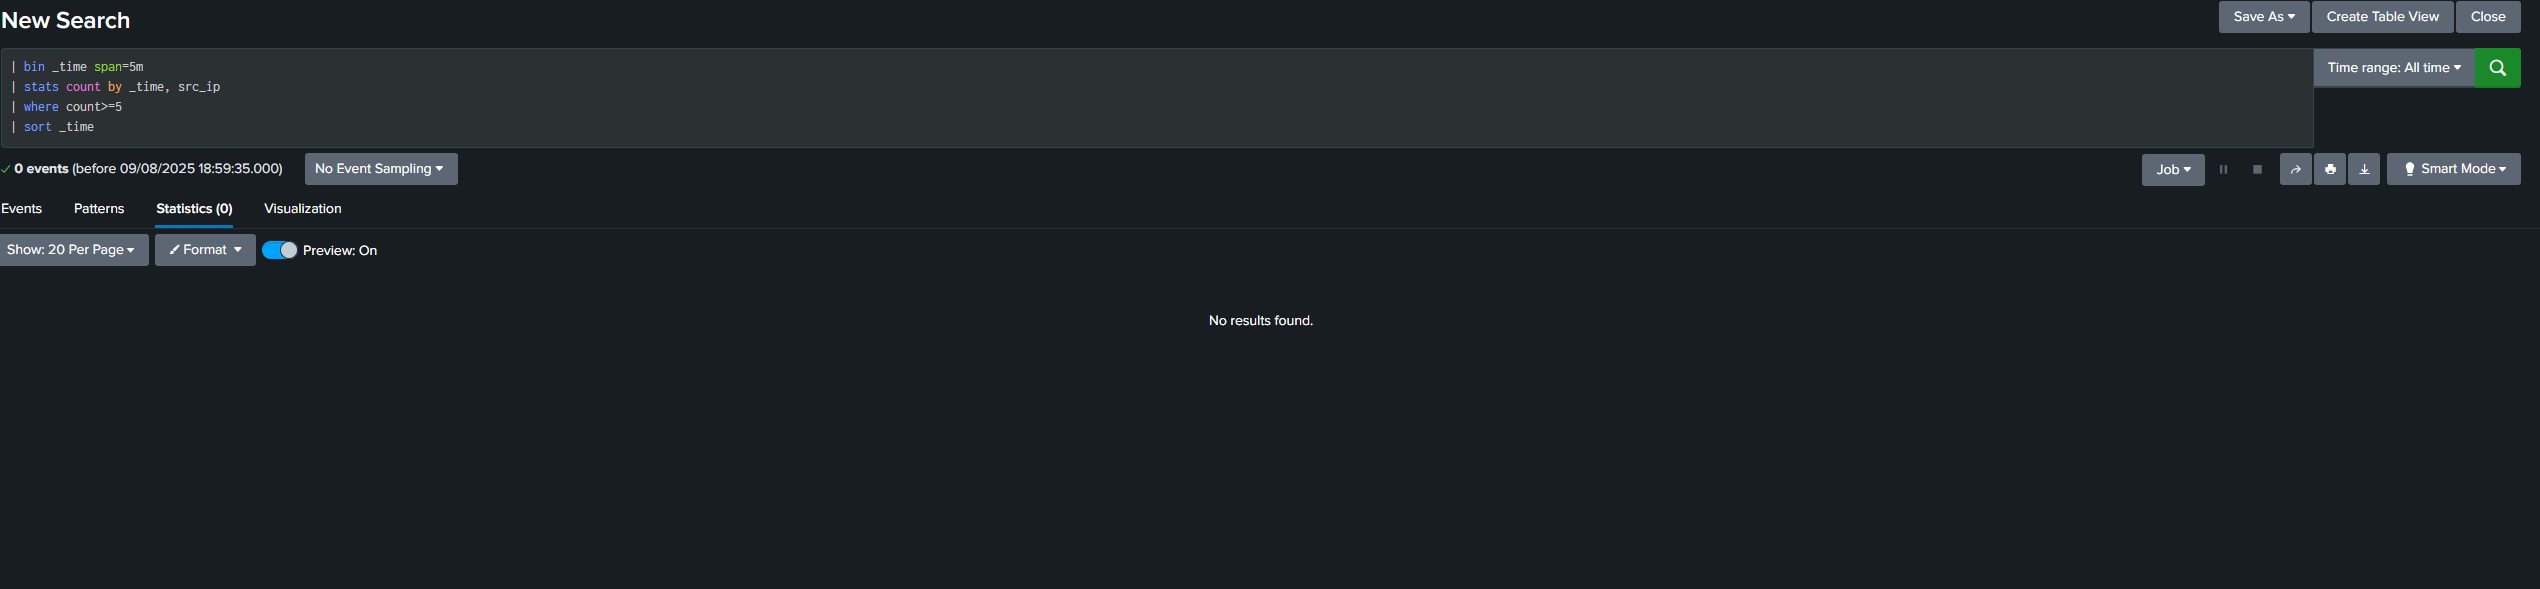 New Search
Save As Create Table View Close
| bin _time span=5m
| stats count by _time, src_ip
| where count>=5
| sort _time
Time range: All time
0 events (before 09/08/2025 18:59:35.000) No Event Sampling
Job Smart Mode
Events Patterns Statistics (0) Visualization
Show: 20 Per Page Format Preview: On
No results found.